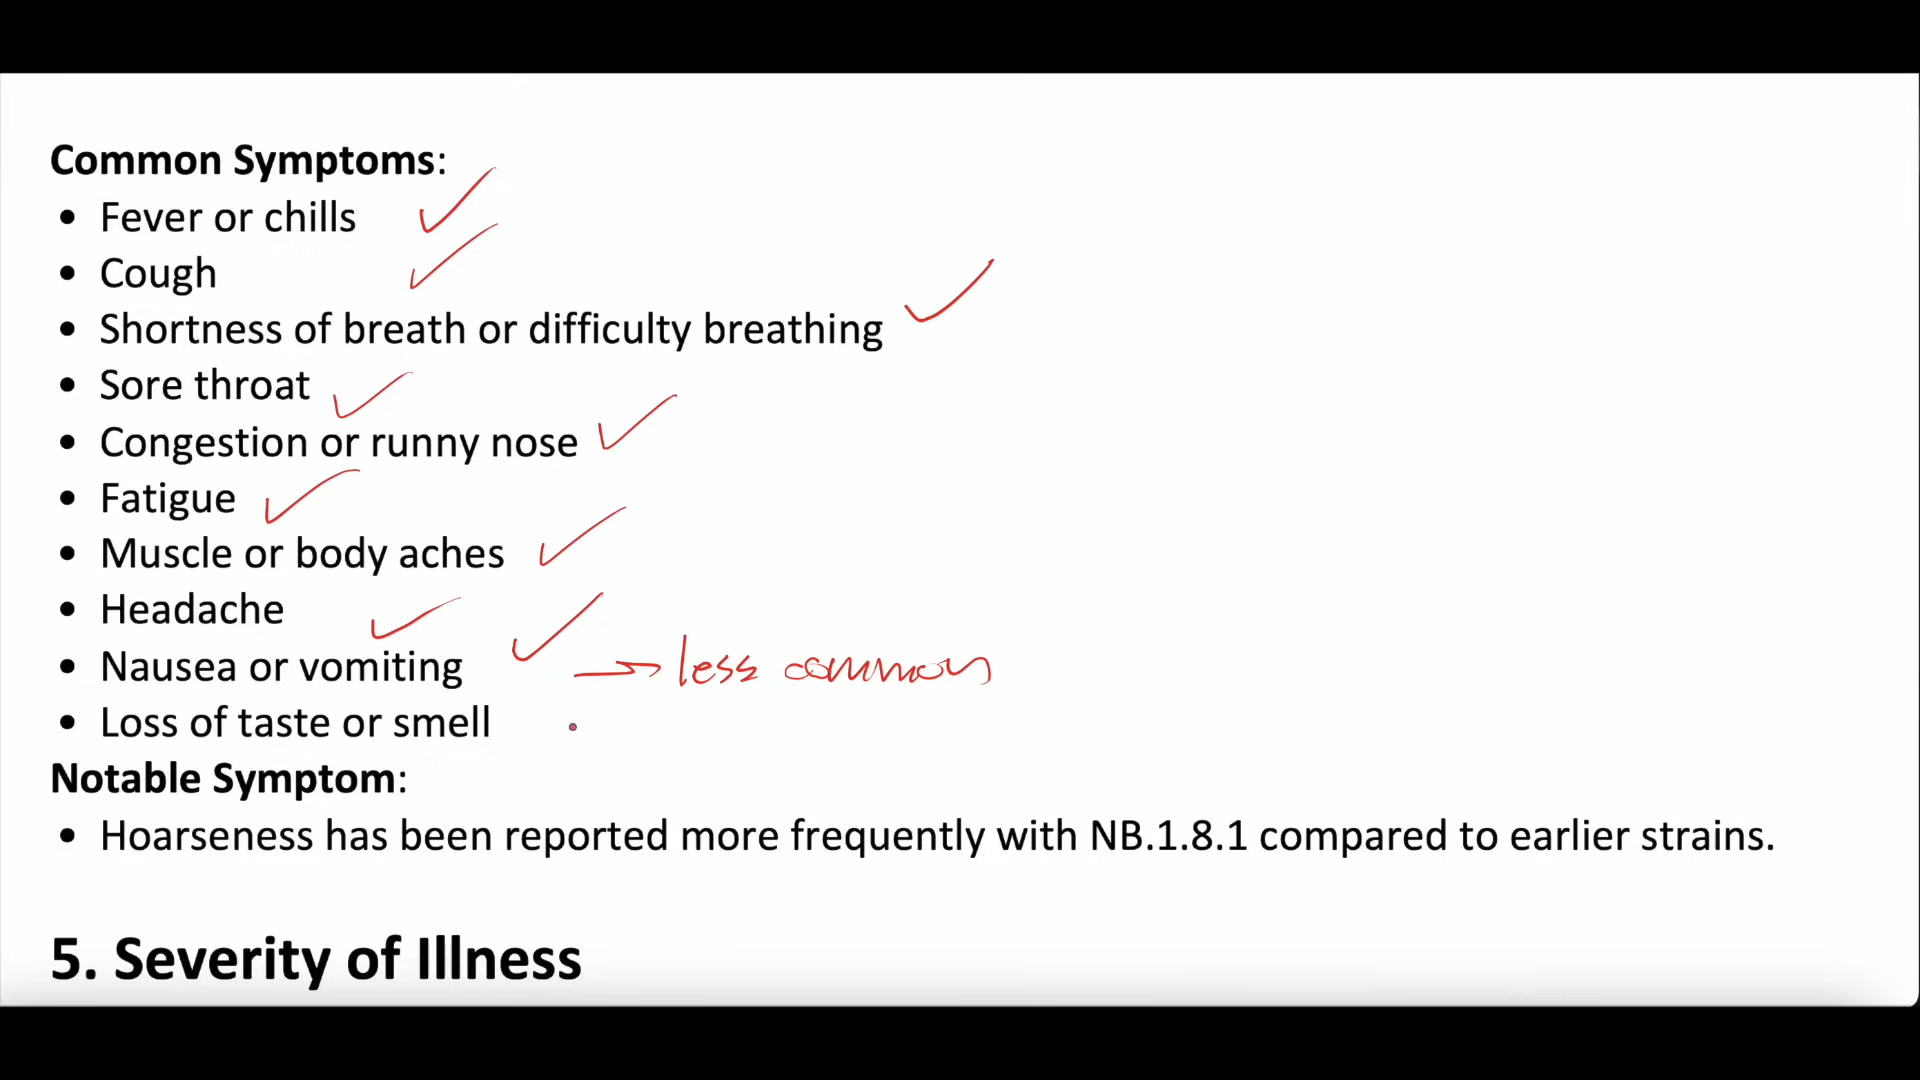 Common Symptoms:
• Fever or chills
• Cough
• Shortness of breath or difficulty breathing
• Sore throat
• Congestion or runny nose
• Fatigue
• Muscle or body aches
• Headache
• Nausea or vomiting → less common
• Loss of taste or smell
Notable Symptom:
• Hoarseness has been reported more frequently with NB.1.8.1 compared to earlier strains.
5. Severity of Illness